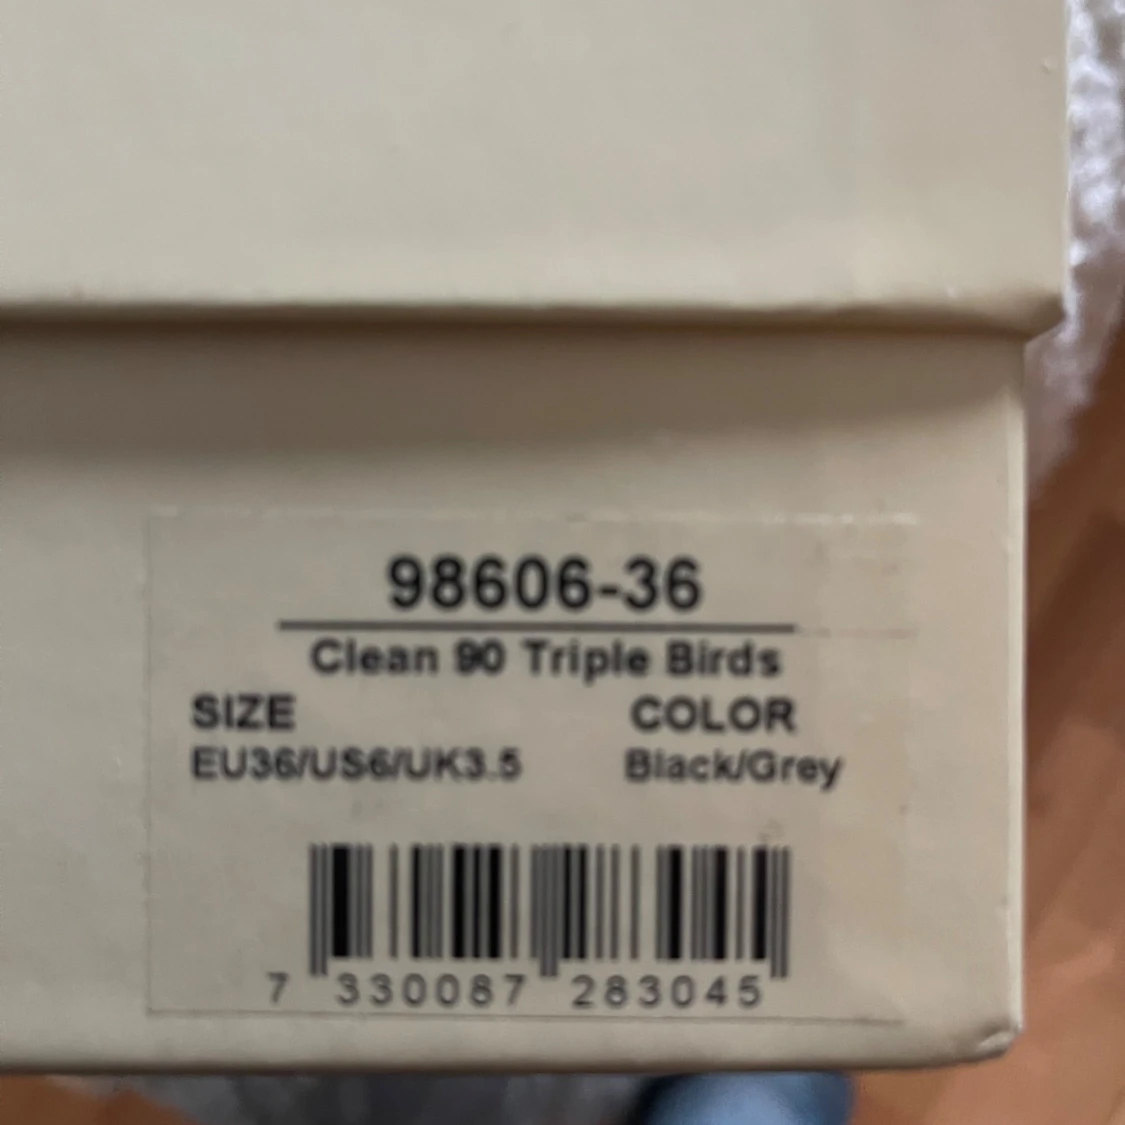 98606-36
Clean 90 Triple Birds
SIZE COLOR
EU36/US6/UK3.5 Black/Grey
7 330087 283045